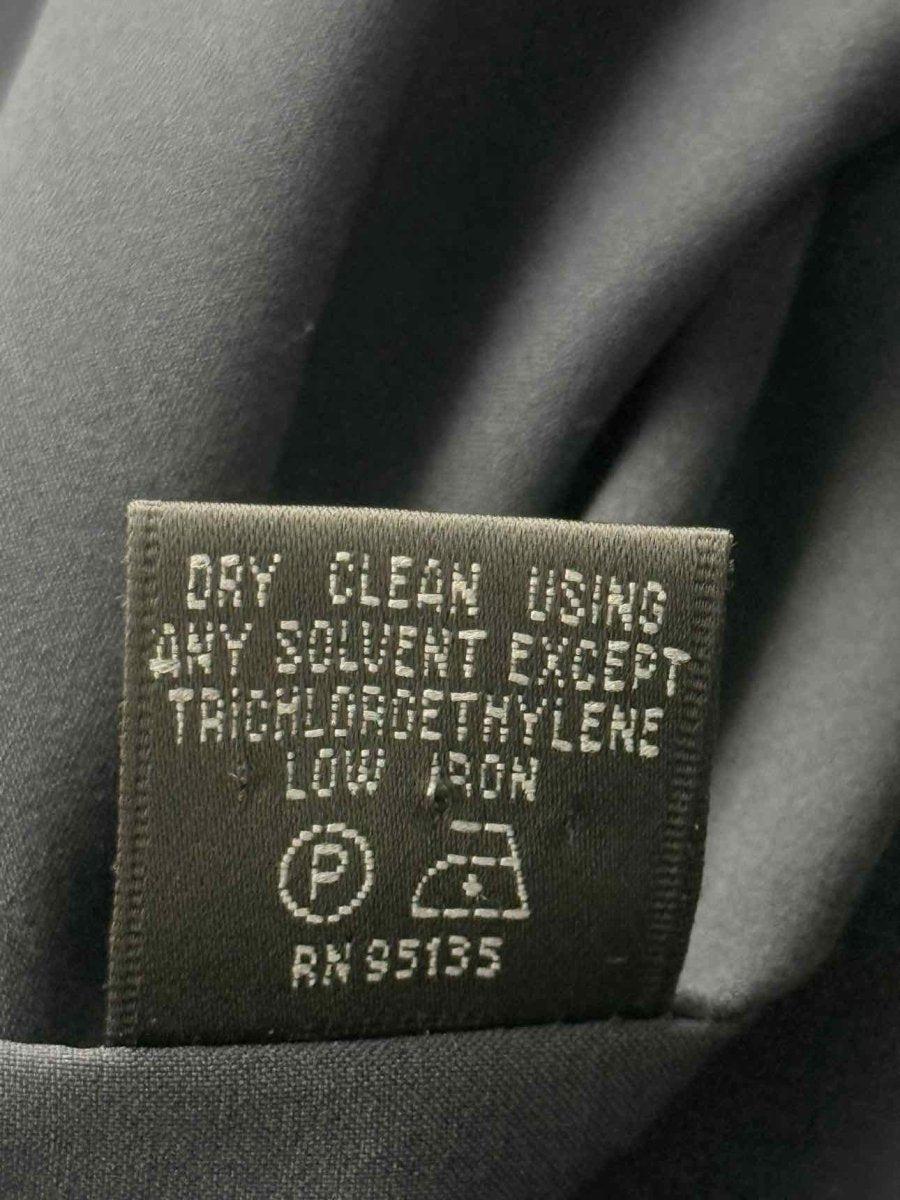 DRY CLEAN USING
ANY SOLVENT EXCEPT
TRICHLOROETHYLENE
LOW IRON
P
RN 95135